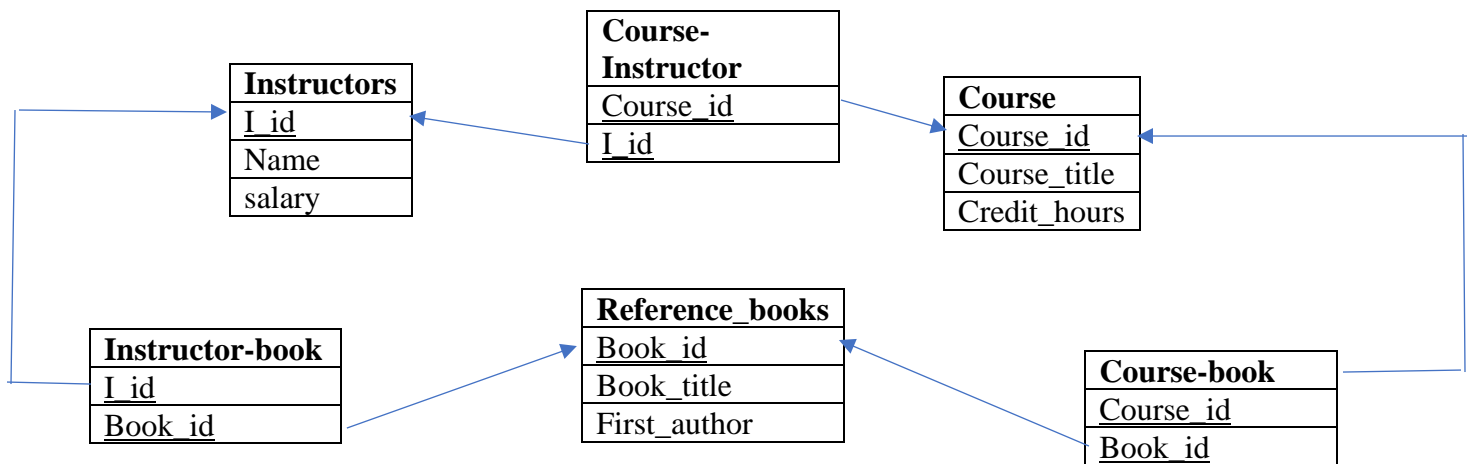 Instructors
I_id
Name
salary
Course-
Instructor
Course_id
I_id
Course
Course_id
Course_title
Credit_hours
Instructor-book
I_id
Book_id
Reference_books
Book_id
Book_title
First_author
Course-book
Course_id
Book_id